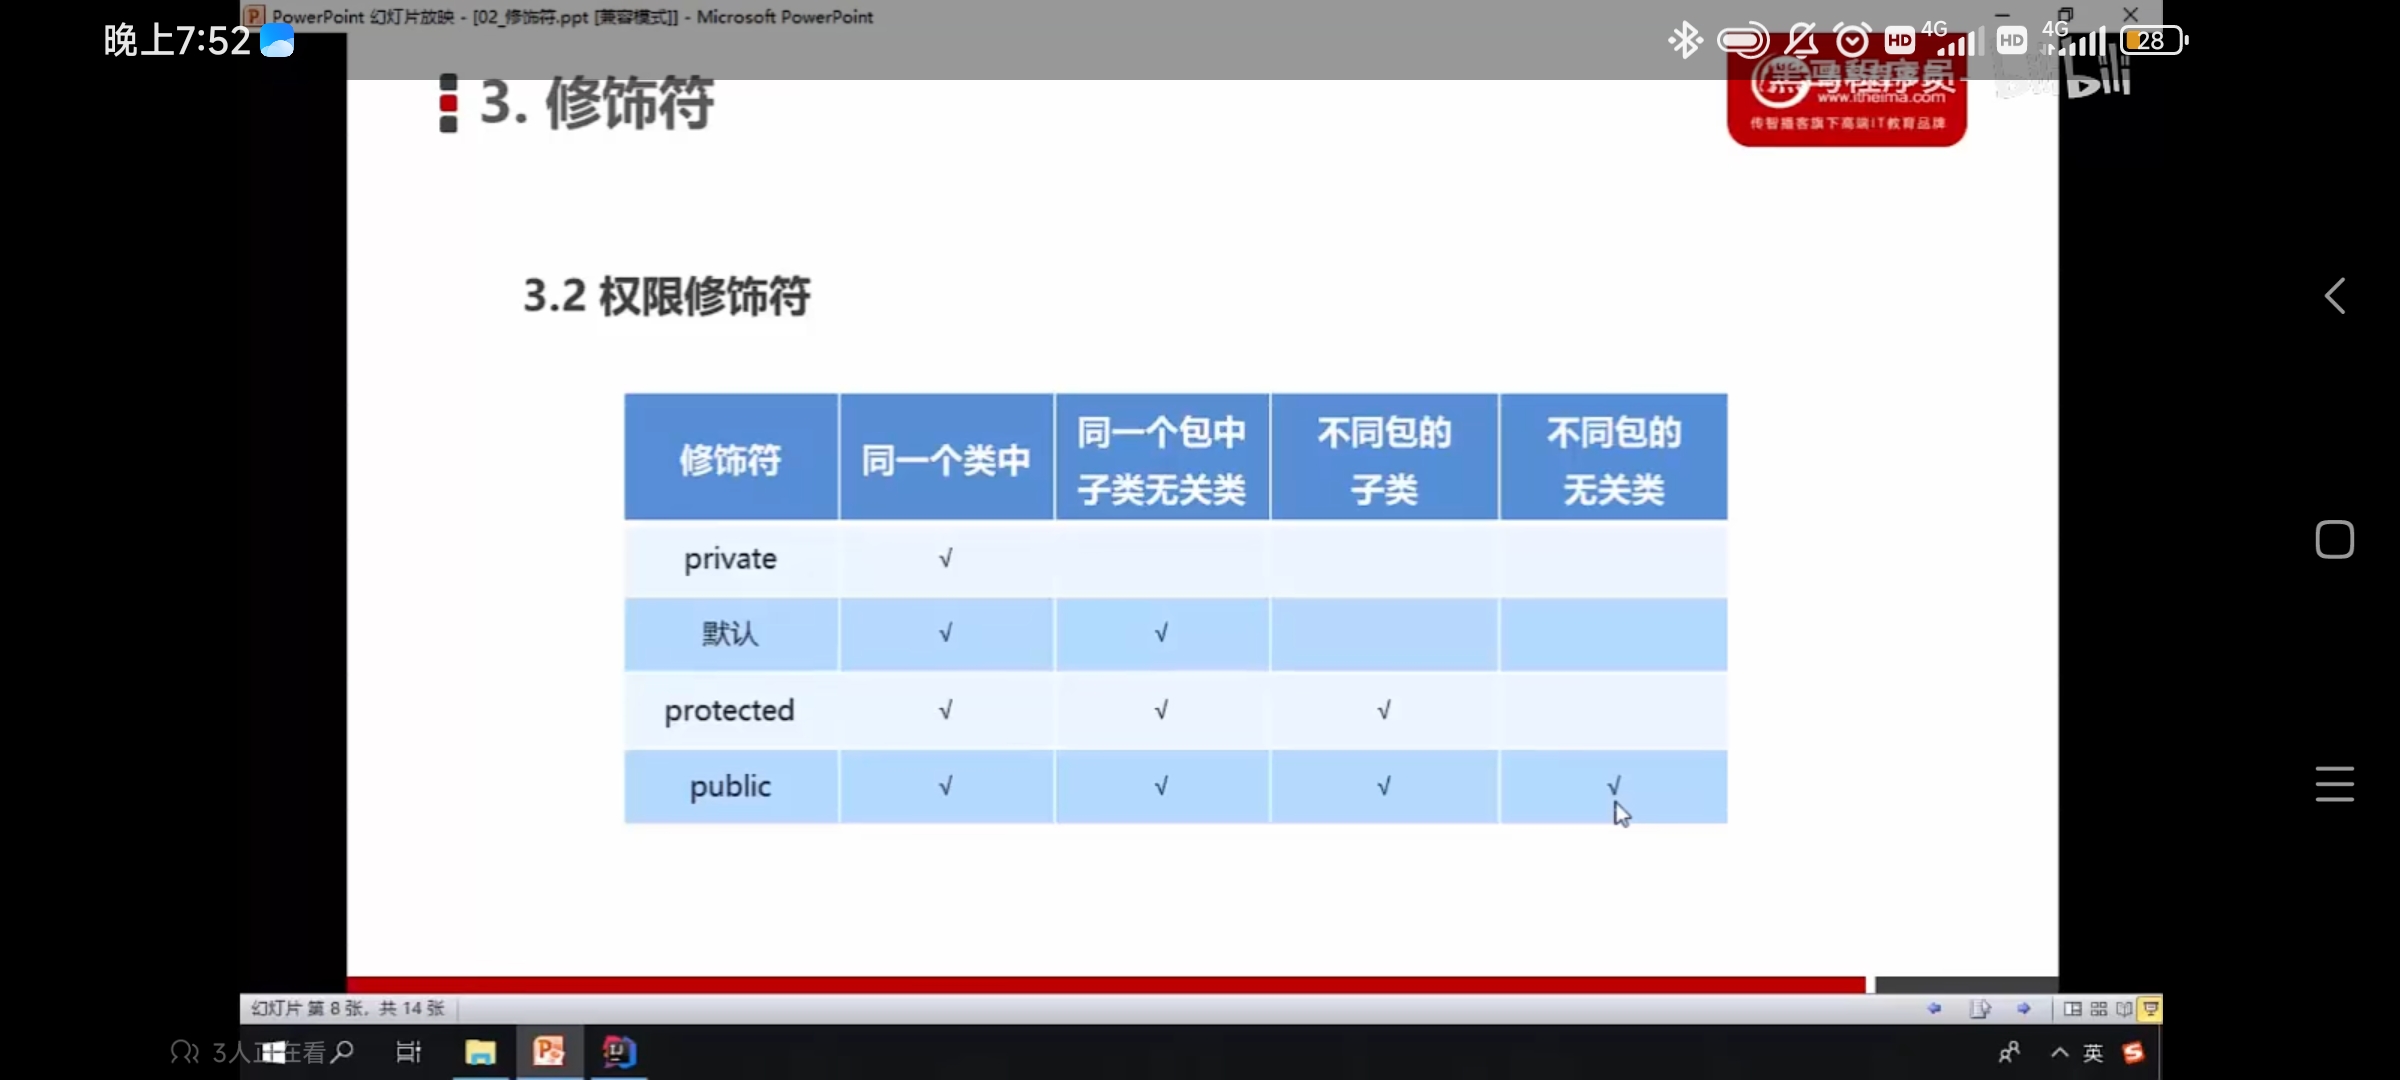 PowerPoint 幻灯片放映 - [02_修饰符.ppt [兼容模式]] - Microsoft PowerPoint
晚上7:52
HD 4G HD 4G 28
3. 修饰符
黑马程序员
www.itheima.com
传智播客旗下高端IT教育品牌
bili
3.2 权限修饰符
修饰符 同一个类中 同一个包中 子类无关类 不同包的 子类 不同包的 无关类
private √
默认 √ √
protected √ √ √
public √ √ √ √
幻灯片 第 8 张，共 14 张
3人正在看
英